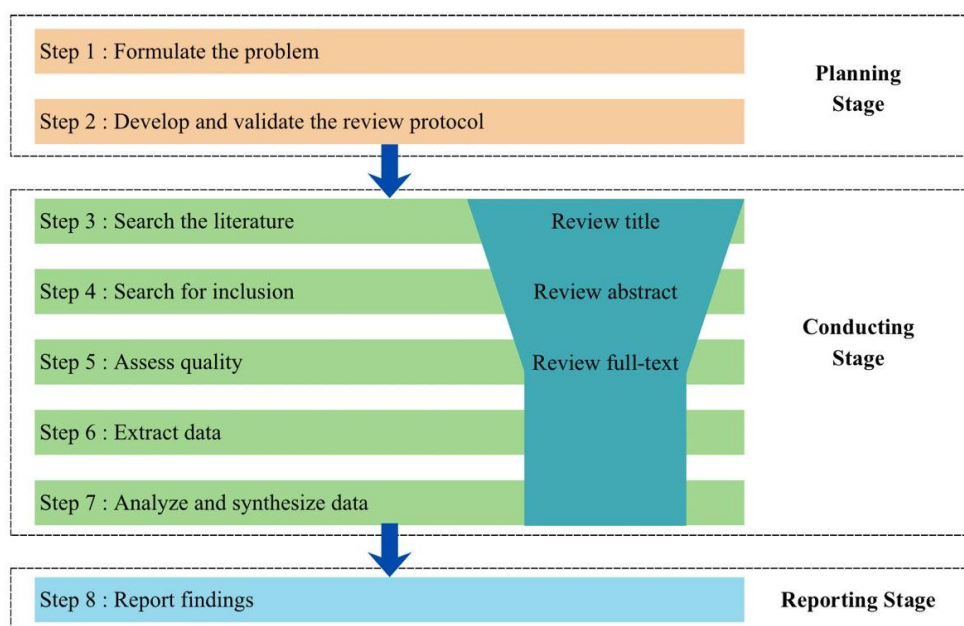 Step 1 : Formulate the problem
Step 2 : Develop and validate the review protocol
Planning
Stage
Step 3 : Search the literature
Review title
Step 4 : Search for inclusion
Review abstract
Step 5 : Assess quality
Review full-text
Step 6 : Extract data
Step 7 : Analyze and synthesize data
Conducting
Stage
Step 8 : Report findings
Reporting Stage